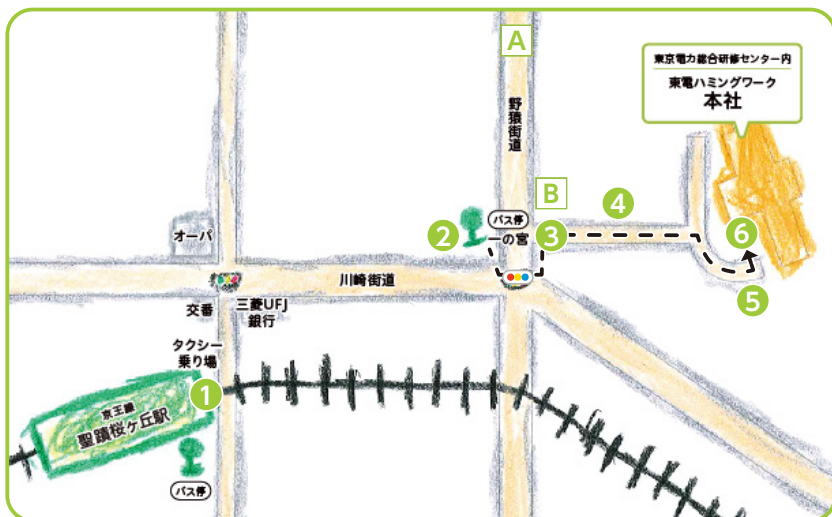 A
東京電力総合研修センター内
東電ハミングワーク
本社
野猿街道
B
バス停
4
2
一の宮
3
6
オーパ
川崎街道
5
交番
三菱UFJ
銀行
タクシー
乗り場
1
京王線
聖蹟桜ヶ丘駅
バス停